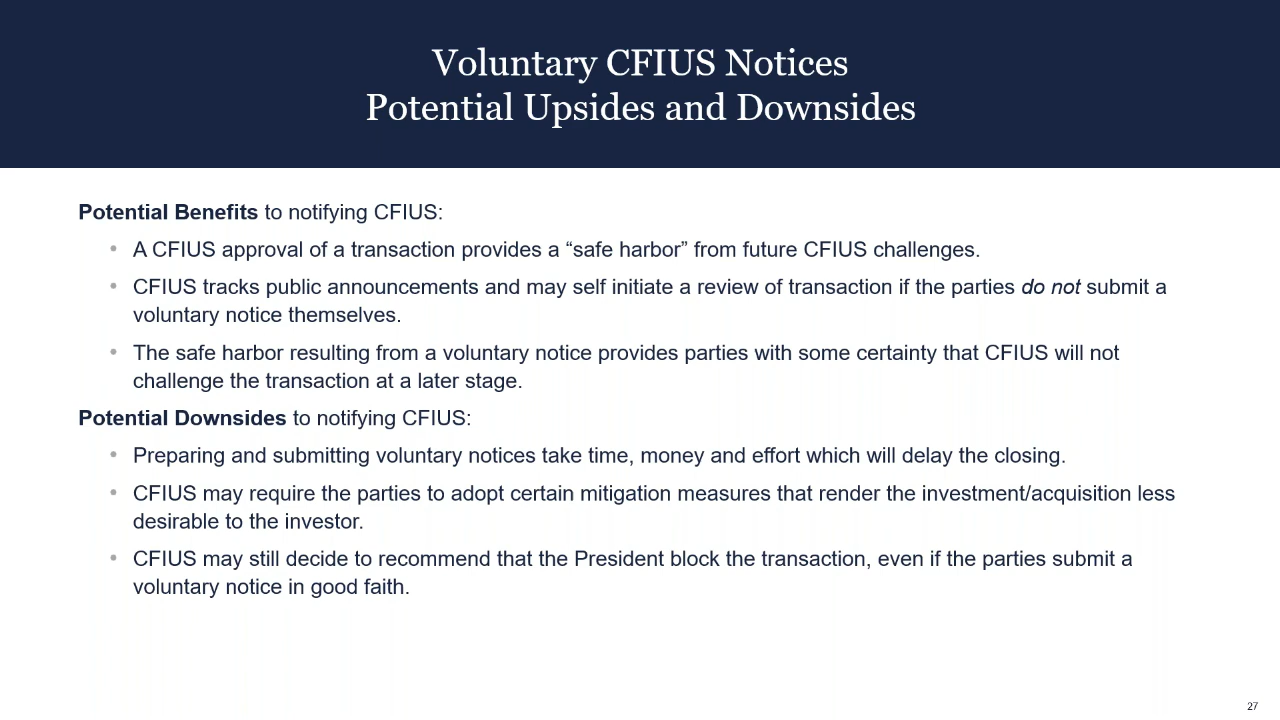 Voluntary CFIUS Notices
Potential Upsides and Downsides
Potential Benefits to notifying CFIUS:
• A CFIUS approval of a transaction provides a “safe harbor” from future CFIUS challenges.
• CFIUS tracks public announcements and may self initiate a review of transaction if the parties do not submit a
voluntary notice themselves.
• The safe harbor resulting from a voluntary notice provides parties with some certainty that CFIUS will not
challenge the transaction at a later stage.
Potential Downsides to notifying CFIUS:
• Preparing and submitting voluntary notices take time, money and effort which will delay the closing.
• CFIUS may require the parties to adopt certain mitigation measures that render the investment/acquisition less
desirable to the investor.
• CFIUS may still decide to recommend that the President block the transaction, even if the parties submit a
voluntary notice in good faith.
27